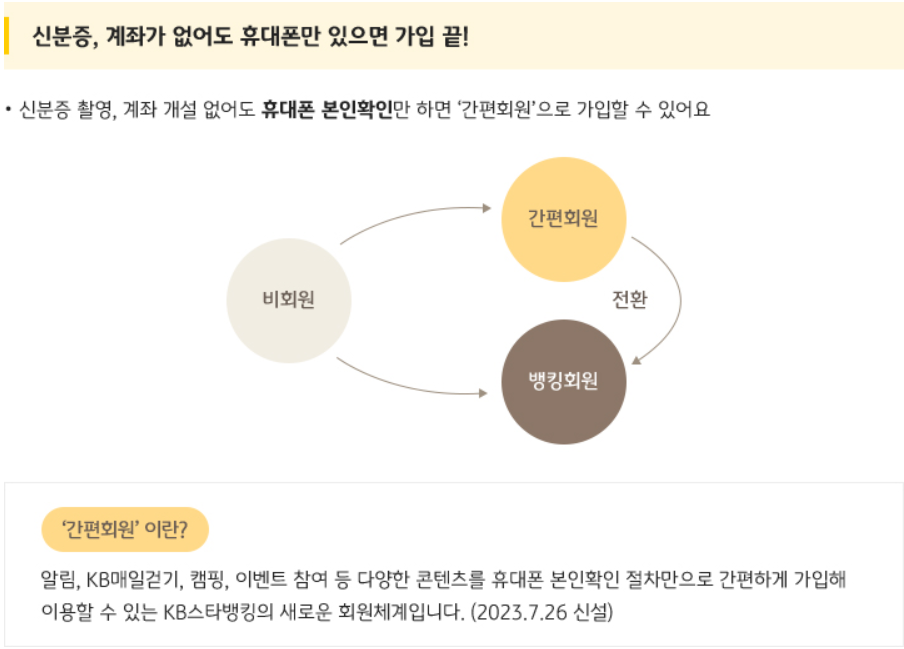 신분증, 계좌가 없어도 휴대폰만 있으면 가입 끝!
• 신분증 촬영, 계좌 개설 없어도 휴대폰 본인확인만 하면 ‘간편회원’으로 가입할 수 있어요
간편회원
비회원
전환
뱅킹회원
‘간편회원’ 이란?
알림, KB매일걷기, 캠핑, 이벤트 참여 등 다양한 콘텐츠를 휴대폰 본인확인 절차만으로 간편하게 가입해
이용할 수 있는 KB스타뱅킹의 새로운 회원체계입니다. (2023.7.26 신설)